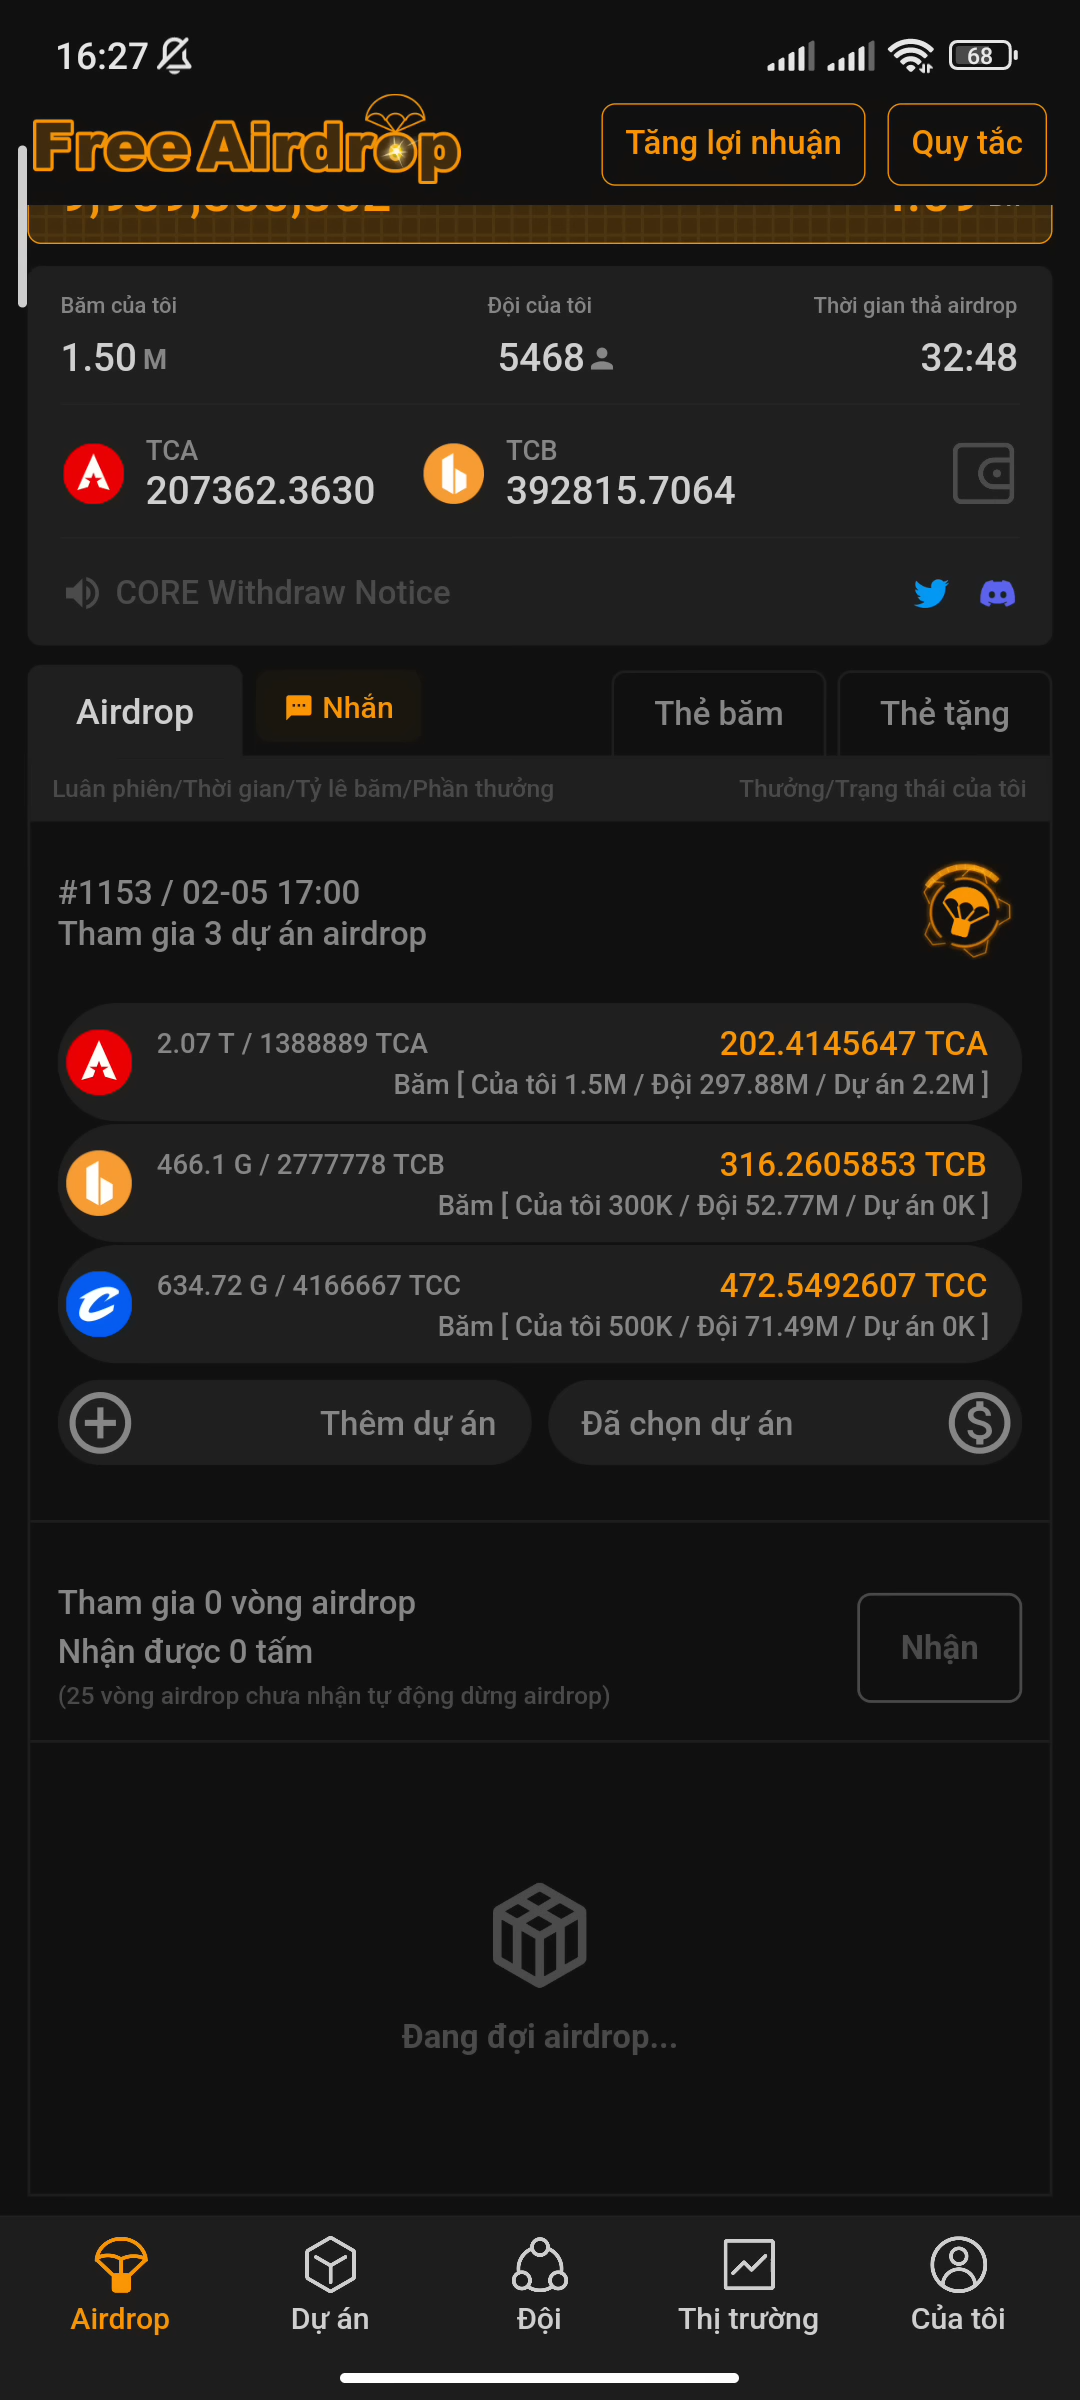 16:27
68
Free Airdrop
Tăng lợi nhuận
Quy tắc
Băm của tôi
Đội của tôi
Thời gian thả airdrop
1.50 M
5468
32:48
TCA
207362.3630
TCB
392815.7064
CORE Withdraw Notice
Airdrop
Nhắn
Thẻ băm
Thẻ tặng
Luân phiên/Thời gian/Tỷ lê băm/Phần thưởng
Thưởng/Trạng thái của tôi
#1153 / 02-05 17:00
Tham gia 3 dự án airdrop
2.07 T / 1388889 TCA
202.4145647 TCA
Băm [ Của tôi 1.5M / Đội 297.88M / Dự án 2.2M ]
466.1 G / 2777778 TCB
316.2605853 TCB
Băm [ Của tôi 300K / Đội 52.77M / Dự án 0K ]
634.72 G / 4166667 TCC
472.5492607 TCC
Băm [ Của tôi 500K / Đội 71.49M / Dự án 0K ]
Thêm dự án
Đã chọn dự án
Tham gia 0 vòng airdrop
Nhận được 0 tấm
(25 vòng airdrop chưa nhận tự động dừng airdrop)
Nhận
Đang đợi airdrop...
Airdrop
Dự án
Đội
Thị trường
Của tôi